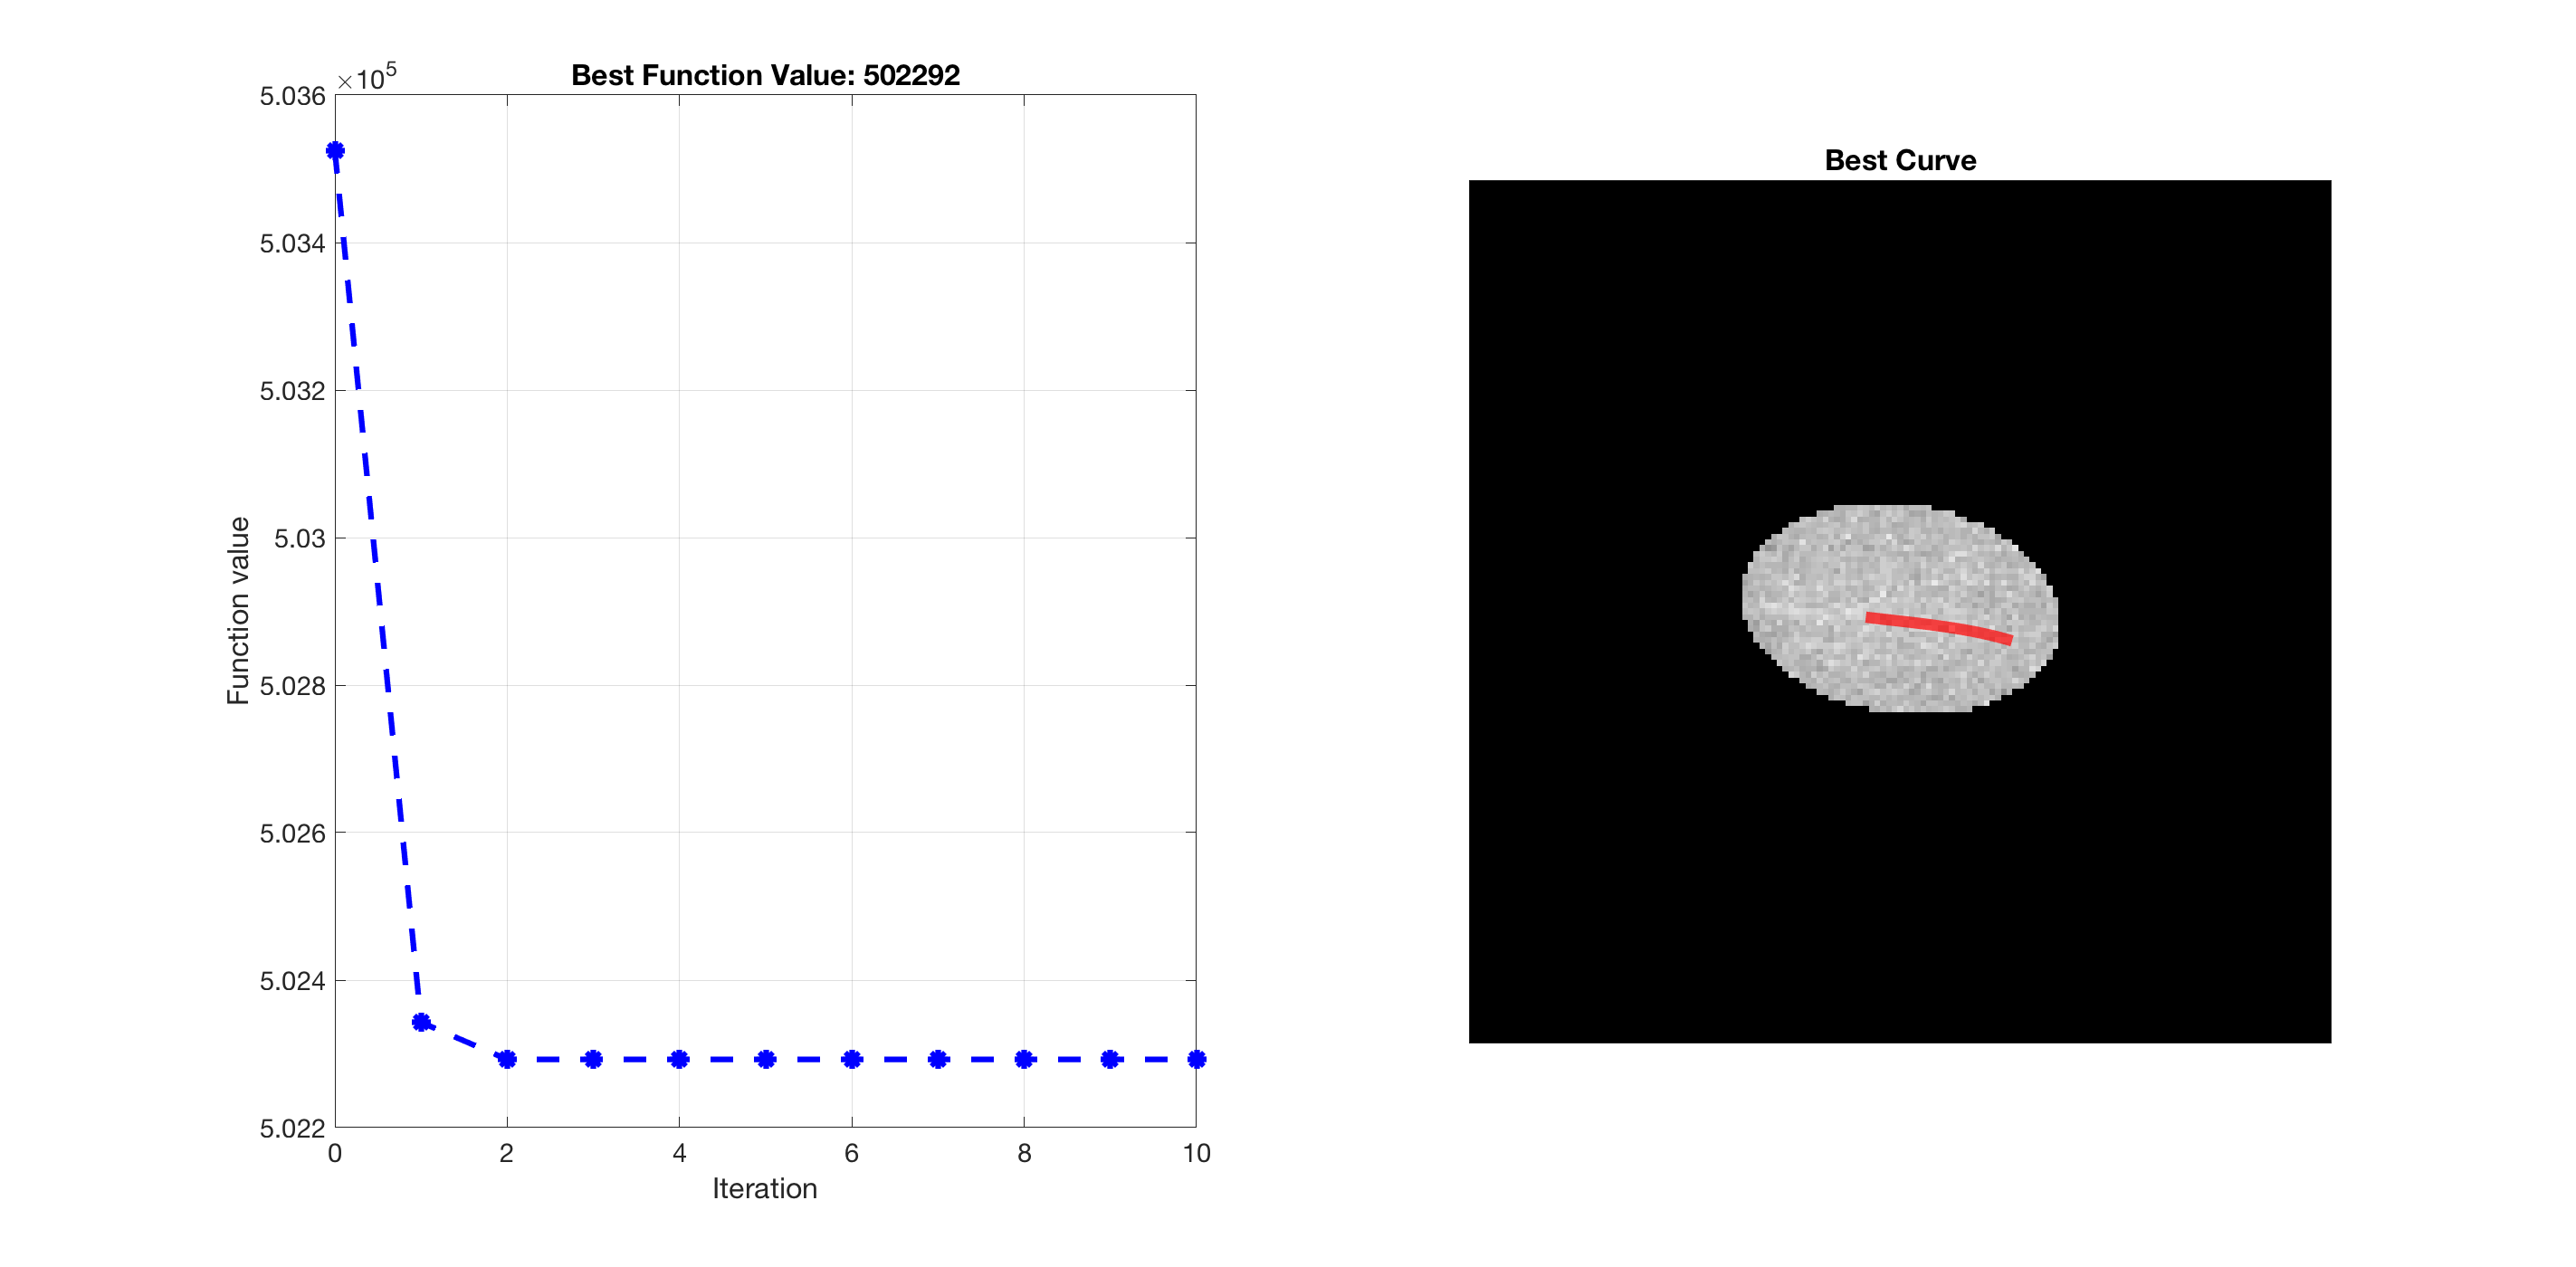 Best Function Value: 502292
×10^5
5.036
5.034
5.032
5.03
5.028
5.026
5.024
5.022
Function value
0 2 4 6 8 10
Iteration
Best Curve